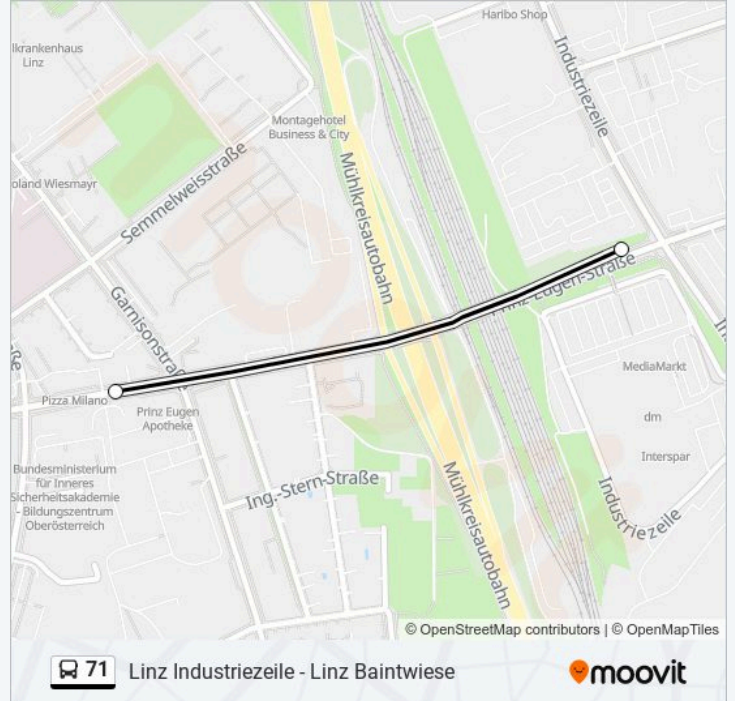 Haribo Shop
lkrankenhaus
Linz
Industriezeile
Montagehotel
Business & City
Semmelweisstraße
Mühlkreisautobahn
oland Wiesmayr
Prinz-Eugen-Straße
Garnisonstraße
aße
MediaMarkt
Pizza Milano
Prinz Eugen
Apotheke
dm
Interspar
Bundesministerium
für Inneres
Sicherheitsakademie
- Bildungszentrum
Oberösterreich
Ing.-Stern-Straße
Mühlkreisautobahn
Industriezeile
© OpenStreetMap contributors | © OpenMapTiles
71 Linz Industriezeile - Linz Baintwiese
moovit